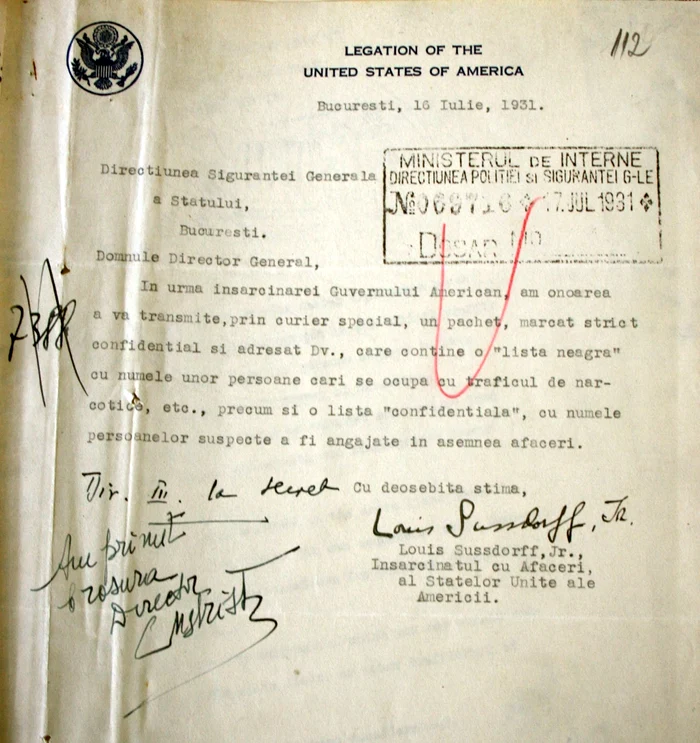 112
LEGATION OF THE
UNITED STATES OF AMERICA
Bucuresti, 16 Iulie, 1931.
MINISTERUL DE INTERNE
DIRECTIUNEA POLITIEI SI SIGURANTEI G-LE
17 JUL 1931
DOSAR No
Directiunea Sigurantei Generala
a Statului,
Bucuresti.
Domnule Director General,
In urma insarcinarei Guvernului American, am onoarea
a va transmite,prin curier special, un pachet, marcat strict
confidential si adresat Dv., care contine o "lista neagra"
cu numele unor persoane cari se ocupa cu traficul de nar-
cotice, etc., precum si o lista "confidentiala", cu numele
persoanelor suspecte a fi angajate in asemnea afaceri.
Dir. III. la secret
Cu deosebita stima,
Louis Sussdorff, Jr.
Louis Sussdorff,Jr.,
Insarcinatul cu Afaceri,
al Statelor Unite ale
Americii.
Am primit
brosura
Director